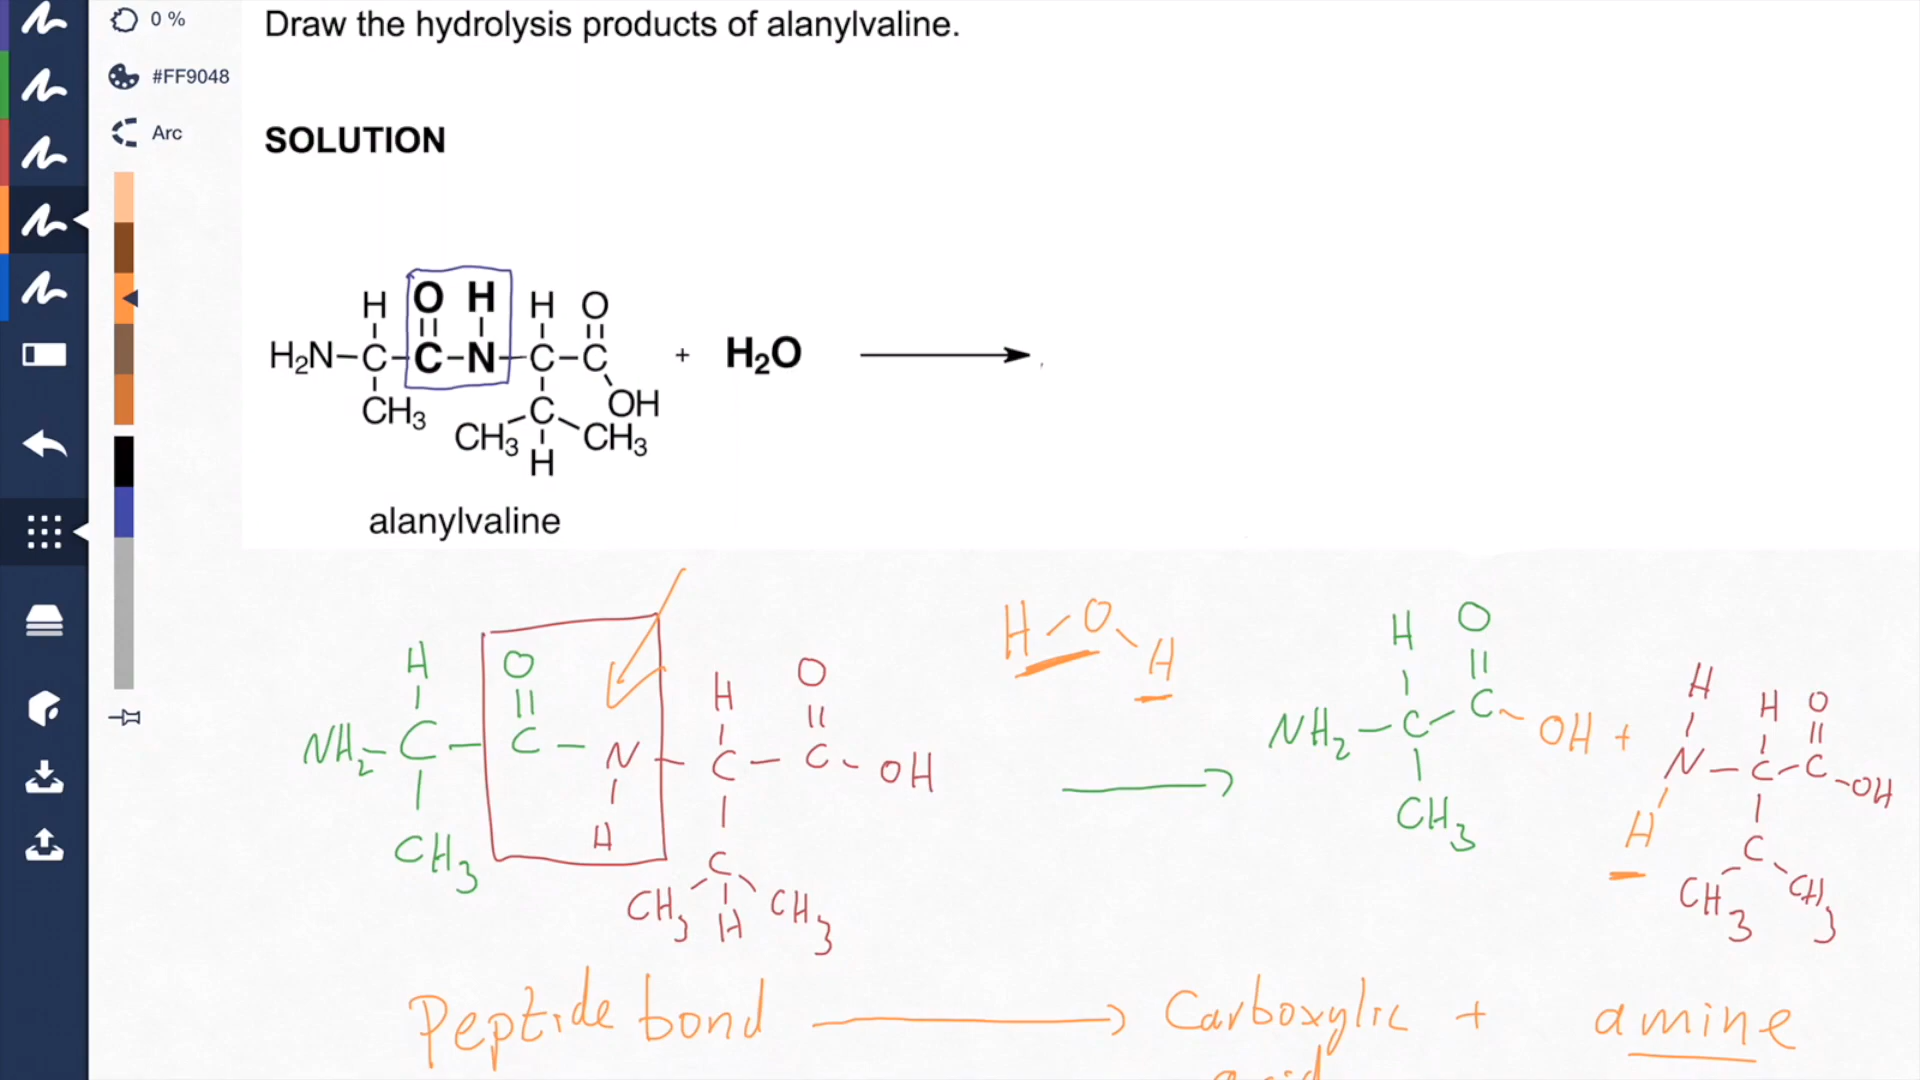 0 %
Draw the hydrolysis products of alanylvaline.
#FF9048
Arc
SOLUTION
H O H H O
H₂N-C-C-N-C-C + H₂O
OH
CH₃ C
CH₃ CH₃
H
alanylvaline
H O H
H O H O
NH₂-C-C-N-C-C-OH
H
CH₃ C
CH₃ H CH₃
H O
NH₂-C-C-OH +
CH₃
H H O
N-C-C-OH
H
C
CH₃ CH₃
Peptide bond → Carboxylic + amine
acid